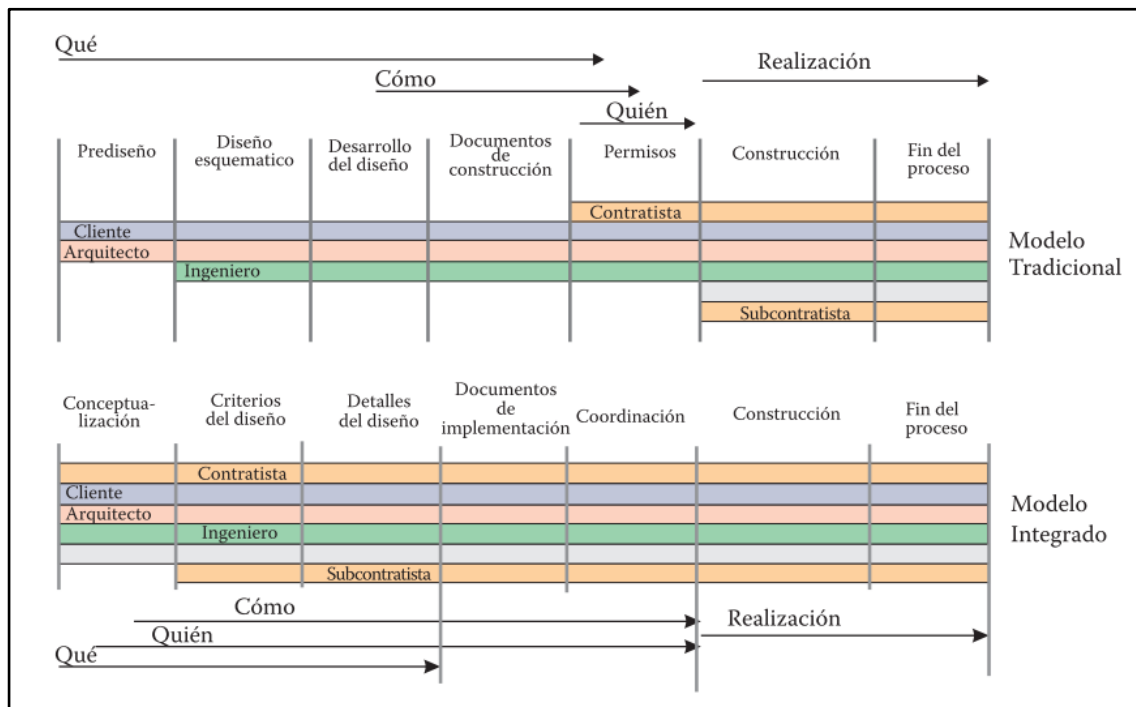 Qué
Cómo
Realización
Quién
Prediseño
Diseño
esquematico
Desarrollo
del diseño
Documentos
de
construcción
Permisos
Construcción
Fin del
proceso
Contratista
Cliente
Arquitecto
Ingeniero
Subcontratista
Modelo
Tradicional
Conceptua-
lización
Criterios
del diseño
Detalles
del diseño
Documentos
de
implementación
Coordinación
Construcción
Fin del
proceso
Contratista
Cliente
Arquitecto
Ingeniero
Subcontratista
Modelo
Integrado
Cómo
Realización
Quién
Qué